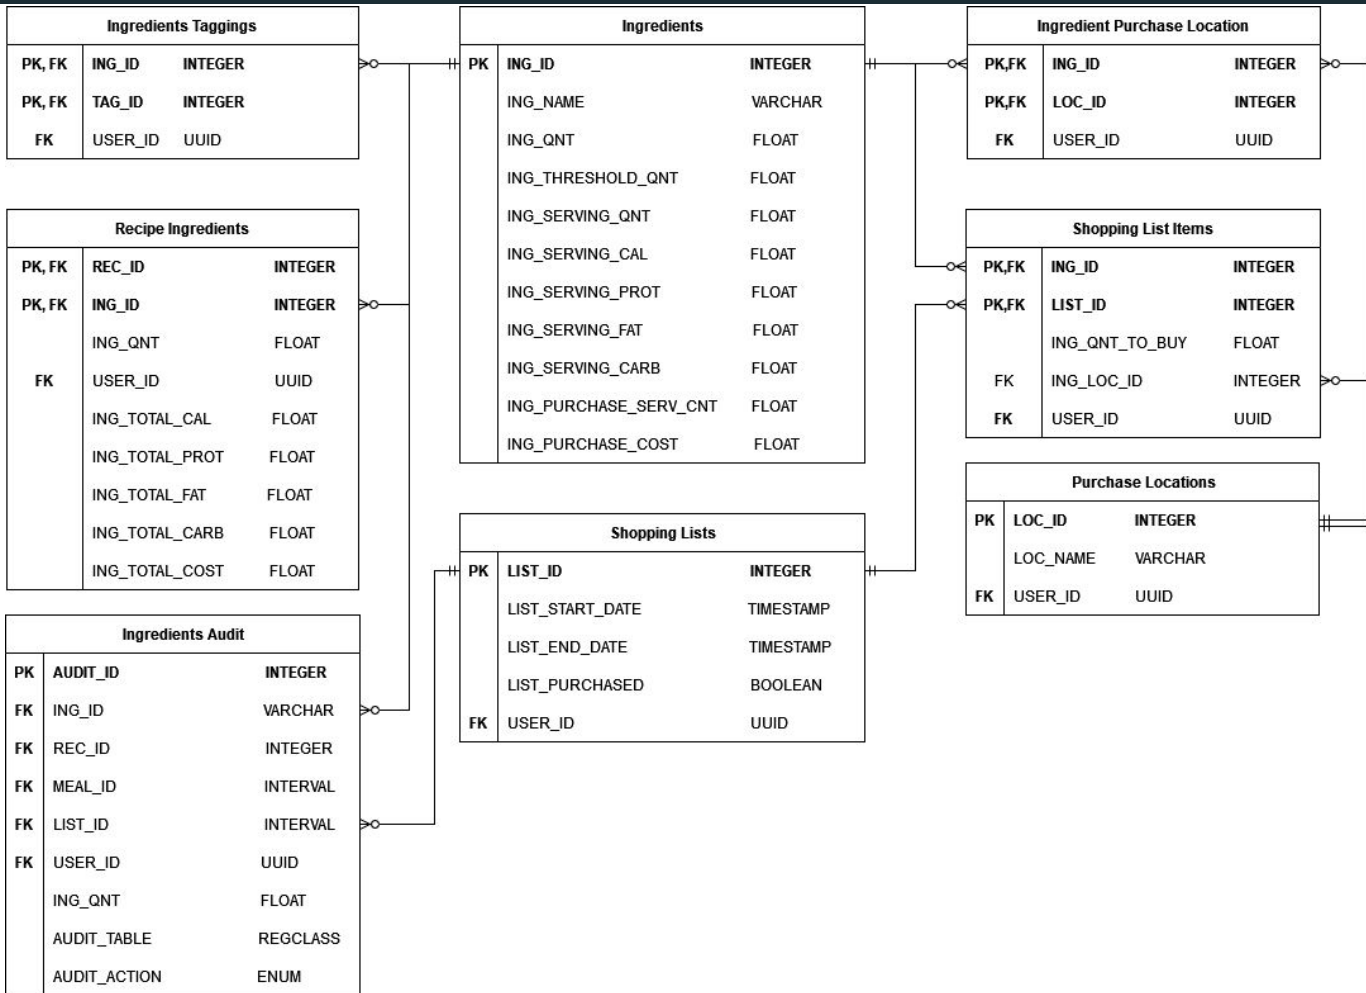 Ingredients Taggings
PK, FK ING_ID INTEGER
PK, FK TAG_ID INTEGER
FK USER_ID UUID
Recipe Ingredients
PK, FK REC_ID INTEGER
PK, FK ING_ID INTEGER
ING_QNT FLOAT
FK USER_ID UUID
ING_TOTAL_CAL FLOAT
ING_TOTAL_PROT FLOAT
ING_TOTAL_FAT FLOAT
ING_TOTAL_CARB FLOAT
ING_TOTAL_COST FLOAT
Ingredients Audit
PK AUDIT_ID INTEGER
FK ING_ID VARCHAR
FK REC_ID INTEGER
FK MEAL_ID INTERVAL
FK LIST_ID INTERVAL
FK USER_ID UUID
ING_QNT FLOAT
AUDIT_TABLE REGCLASS
AUDIT_ACTION ENUM
Ingredients
PK ING_ID INTEGER
ING_NAME VARCHAR
ING_QNT FLOAT
ING_THRESHOLD_QNT FLOAT
ING_SERVING_QNT FLOAT
ING_SERVING_CAL FLOAT
ING_SERVING_PROT FLOAT
ING_SERVING_FAT FLOAT
ING_SERVING_CARB FLOAT
ING_PURCHASE_SERV_CNT FLOAT
ING_PURCHASE_COST FLOAT
Shopping Lists
PK LIST_ID INTEGER
LIST_START_DATE TIMESTAMP
LIST_END_DATE TIMESTAMP
LIST_PURCHASED BOOLEAN
FK USER_ID UUID
Ingredient Purchase Location
PK,FK ING_ID INTEGER
PK,FK LOC_ID INTEGER
FK USER_ID UUID
Shopping List Items
PK,FK ING_ID INTEGER
PK,FK LIST_ID INTEGER
ING_QNT_TO_BUY FLOAT
FK ING_LOC_ID INTEGER
FK USER_ID UUID
Purchase Locations
PK LOC_ID INTEGER
LOC_NAME VARCHAR
FK USER_ID UUID